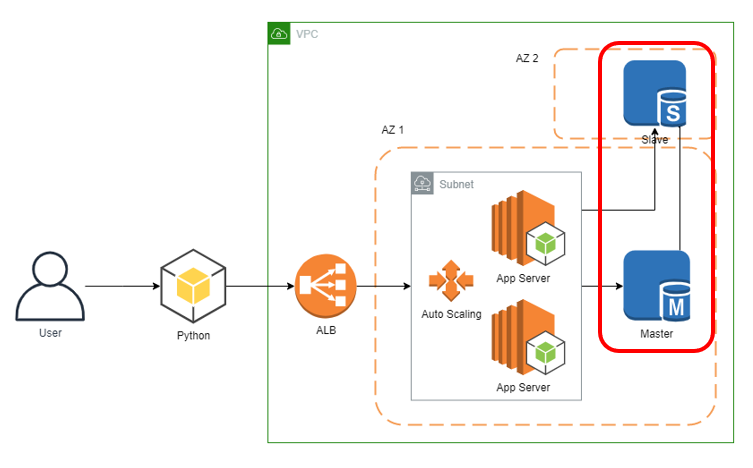 VPC
AZ 2
S
Slave
AZ 1
Subnet
App Server
Auto Scaling
M
User
Python
ALB
Master
App Server